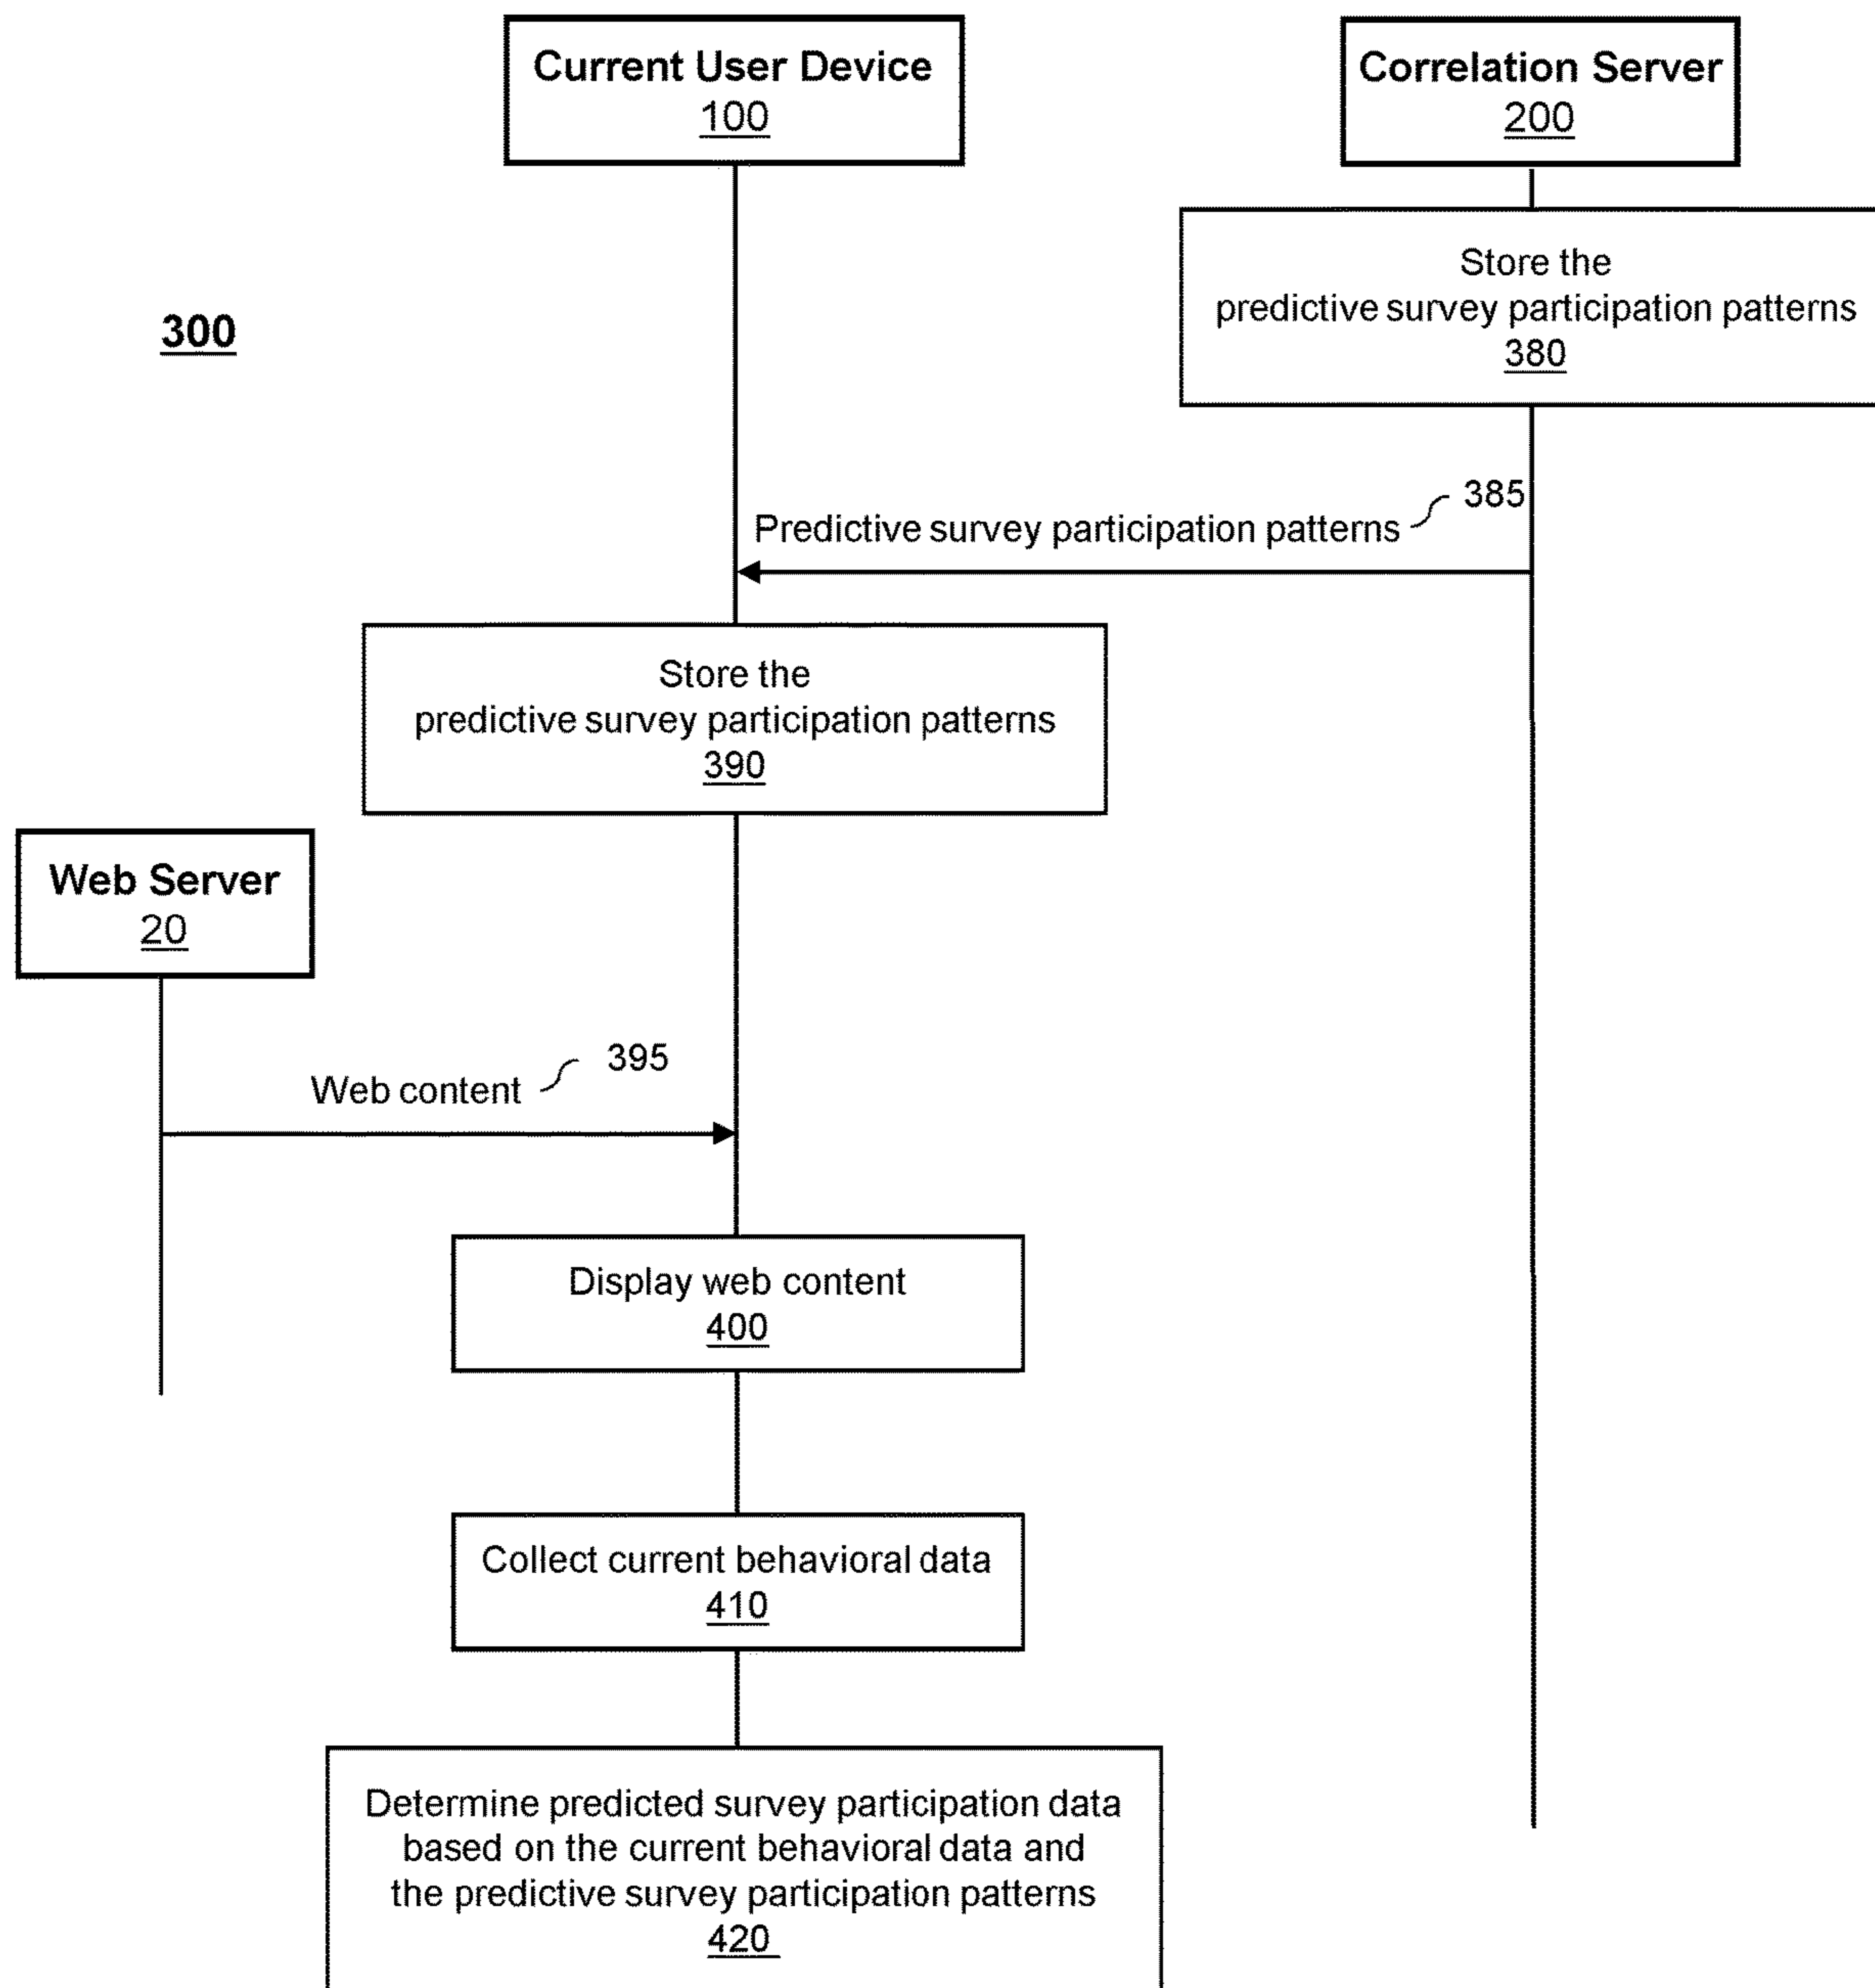 Current User Device
100
Correlation Server
200
Store the
predictive survey participation patterns
380
300
385
Predictive survey participation patterns
Store the
predictive survey participation patterns
390
Web Server
20
395
Web content
Display web content
400
Collect current behavioral data
410
Determine predicted survey participation data
based on the current behavioral data and
the predictive survey participation patterns
420